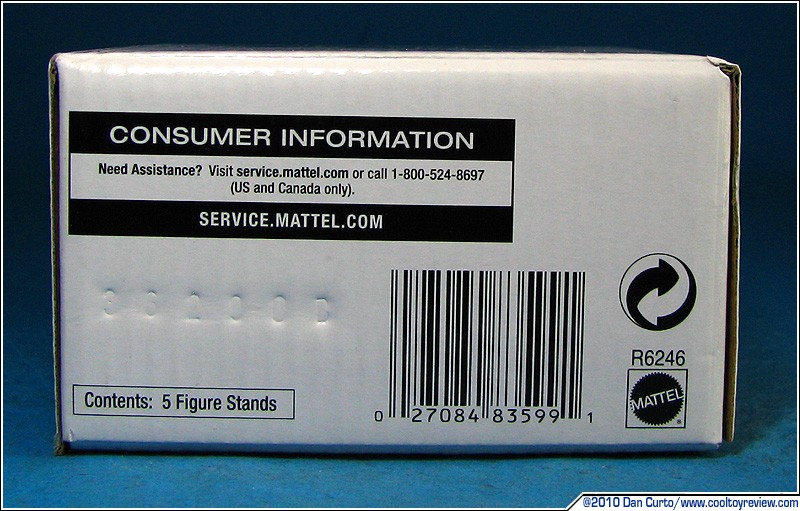 CONSUMER INFORMATION
Need Assistance? Visit service.mattel.com or call 1-800-524-8697
(US and Canada only).
SERVICE.MATTEL.COM
36230D
R6246
MATTEL
Contents: 5 Figure Stands
0 27084 83599 1
@2010 Dan Curto/www.cooltoyreview.com